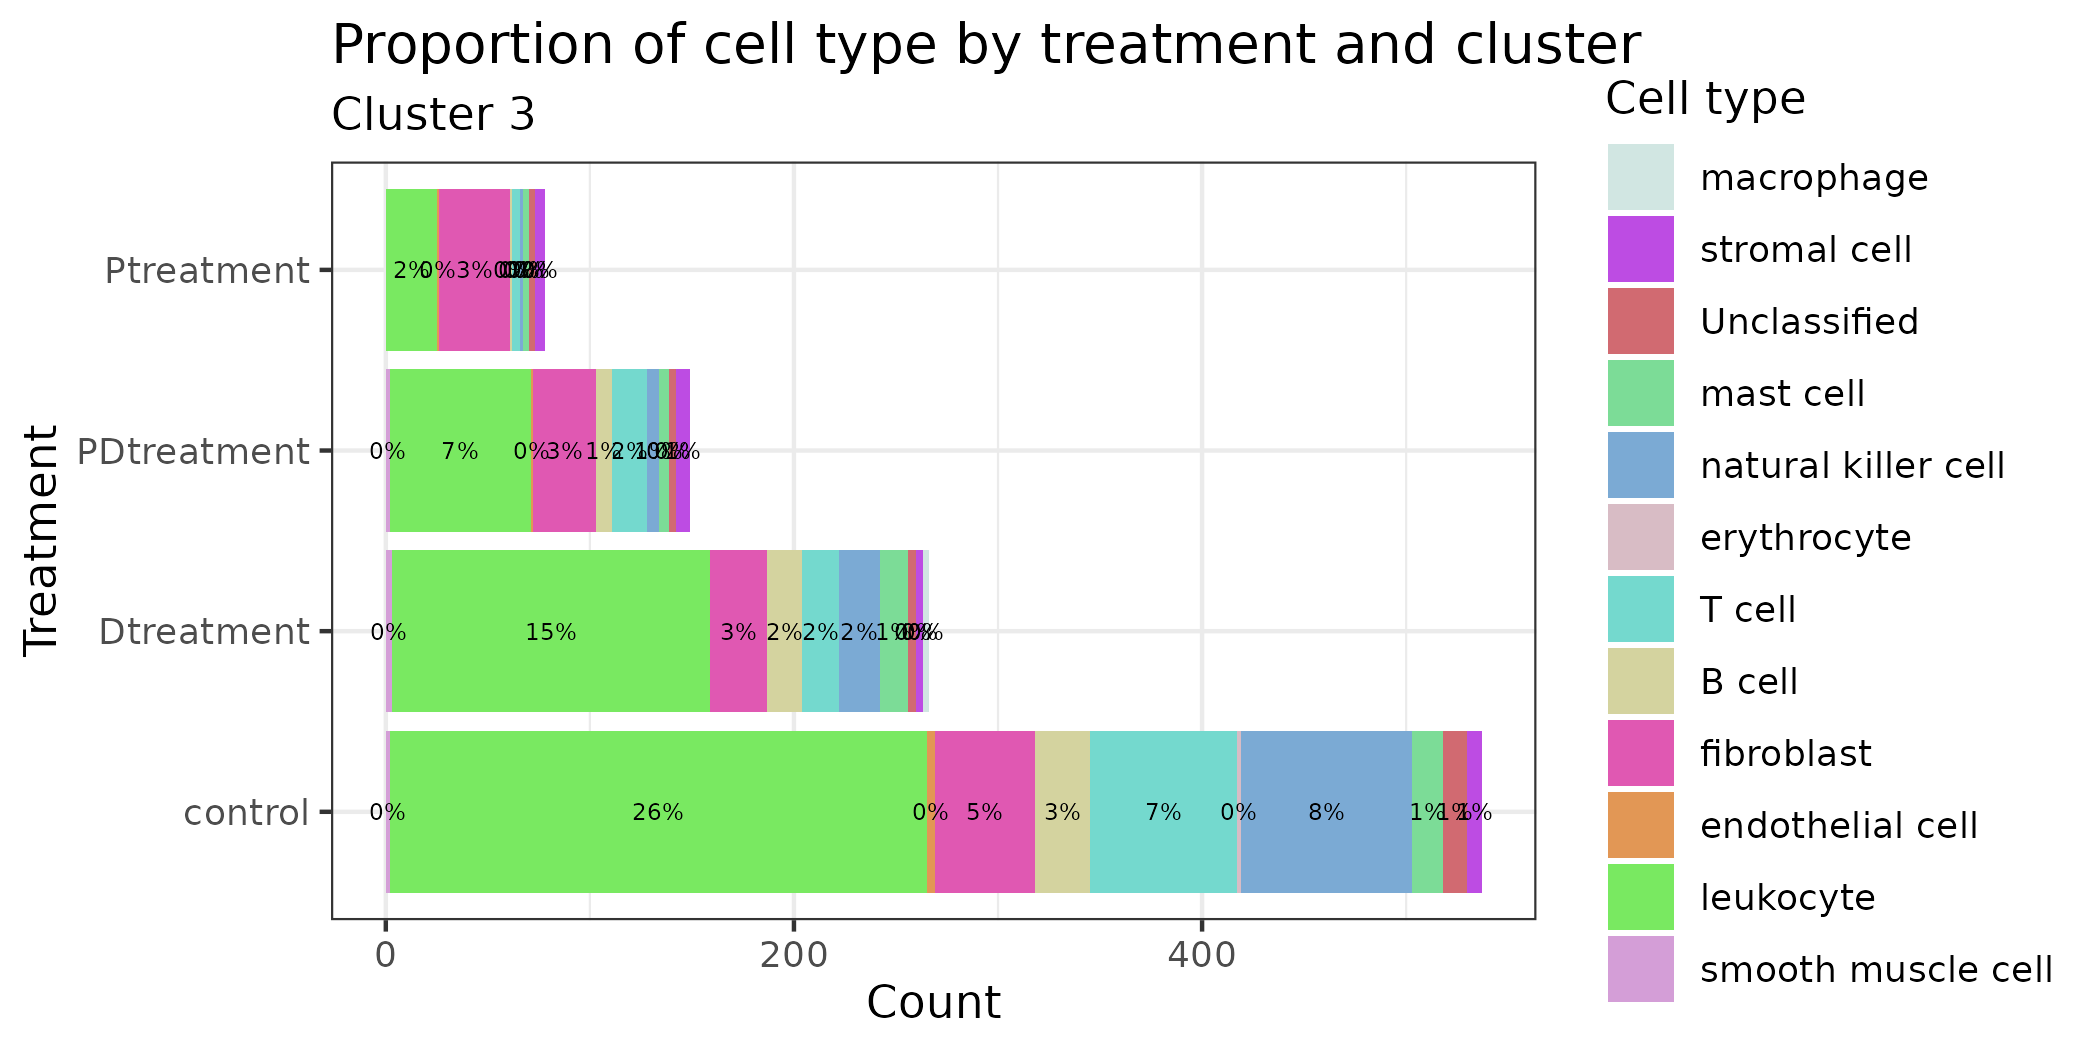 Proportion of cell type by treatment and cluster
Cluster 3
Cell type
macrophage
stromal cell
Unclassified
mast cell
natural killer cell
erythrocyte
T cell
B cell
fibroblast
endothelial cell
leukocyte
smooth muscle cell
Treatment
Ptreatment
2% 0% 3%
PDtreatment
0% 7% 0% 3% 1% 2%
Dtreatment
0% 15% 3% 2% 2% 2% 1%
control
0% 26% 0% 5% 3% 7% 0% 8% 1% 1% 1%
0 200 400
Count